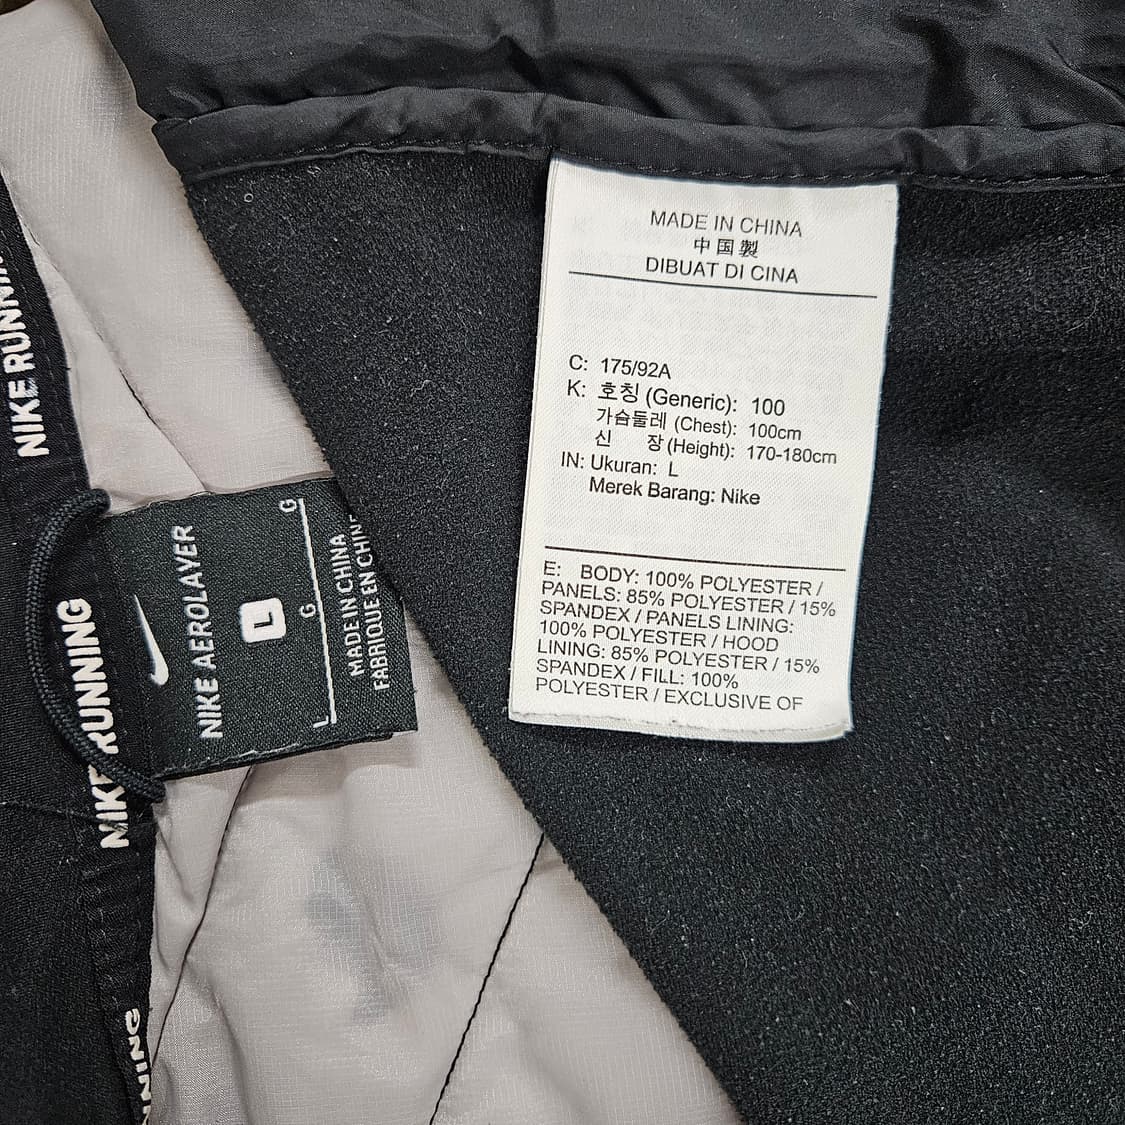 MADE IN CHINA
中国製
DIBUAT DI CINA
C: 175/92A
K: 호칭 (Generic): 100
가슴둘레 (Chest): 100cm
신 장 (Height): 170-180cm
IN: Ukuran: L
Merek Barang: Nike
E: BODY: 100% POLYESTER /
PANELS: 85% POLYESTER / 15%
SPANDEX / PANELS LINING:
100% POLYESTER / HOOD
LINING: 85% POLYESTER / 15%
SPANDEX / FILL: 100%
POLYESTER / EXCLUSIVE OF
NIKE AEROLAYER
L
L G G
MADE IN CHINA
FABRIQUE EN CHIN
NIKE RUNNIN
NIKE RUNNING
NNING